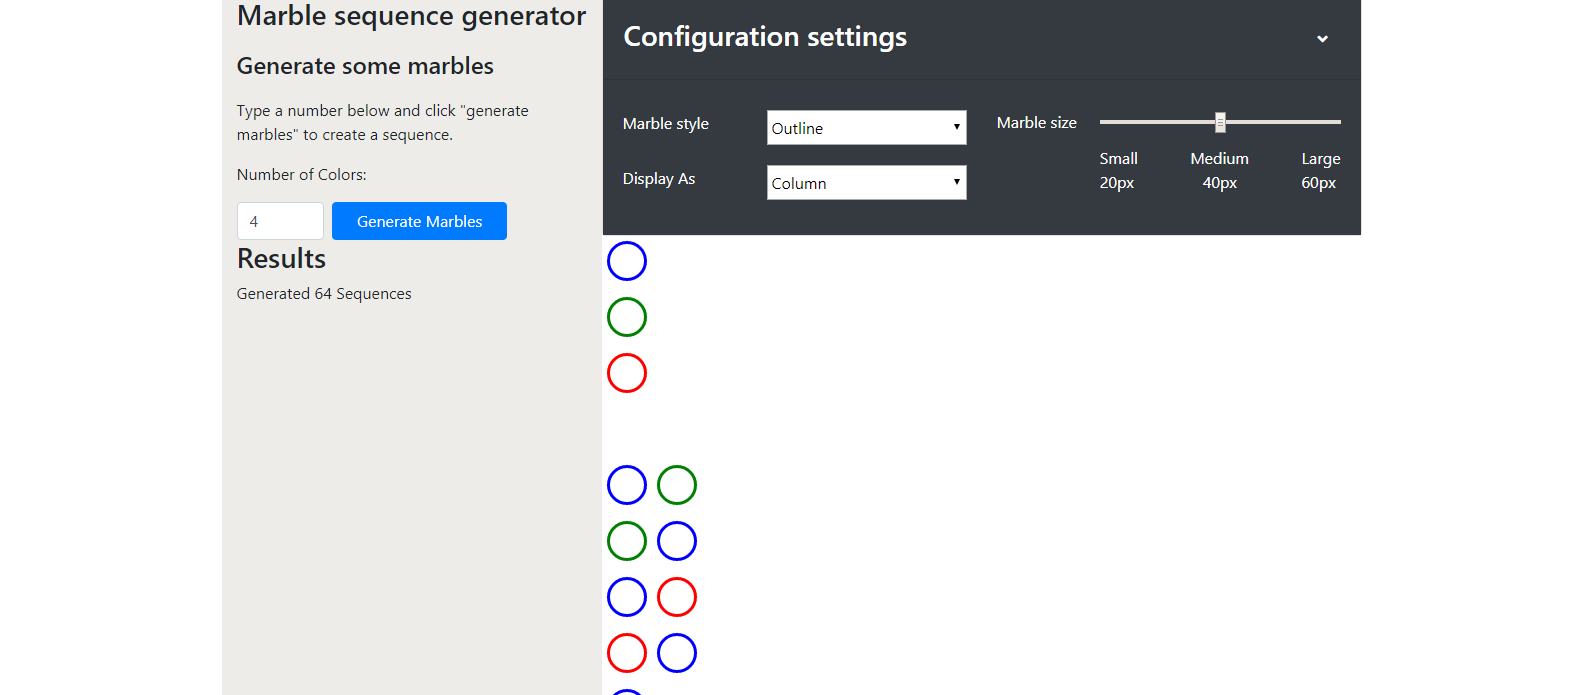 Marble sequence generator
Generate some marbles
Type a number below and click "generate
marbles" to create a sequence.
Number of Colors:
4
Generate Marbles
Results
Generated 64 Sequences
Configuration settings
Marble style
Outline
Display As
Column
Marble size
Small
20px
Medium
40px
Large
60px